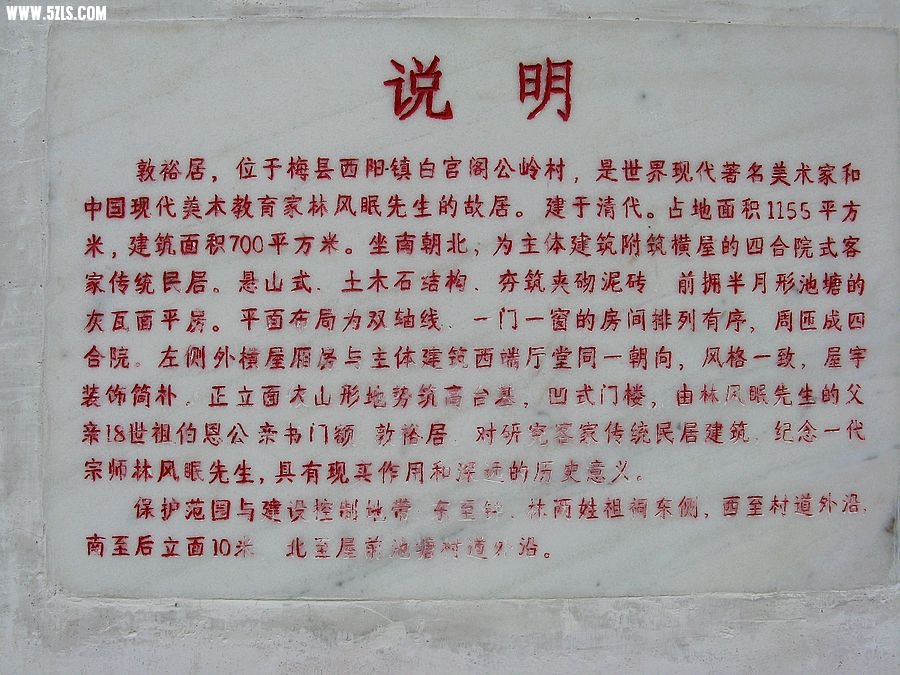 WWW.5ZLS.COM
说 明
敦裕居，位于梅县西阳镇白宫阁公岭村，是世界现代著名美术家和
中国现代美术教育家林风眠先生的故居。建于清代。占地面积1155平方
米，建筑面积700平方米。坐南朝北，为主体建筑附筑横屋的四合院式客
家传统民居。悬山式、土木石结构、夯筑夹砌泥砖 前拥半月形池塘的
灰瓦面平房。平面布局为双轴线、一门一窗的房间排列有序，周匝成四
合院。左侧外横屋厢房与主体建筑西端厅堂同一朝向，风格一致，屋宇
装饰简朴。正立面依山形地势筑高台基，凹式门楼，由林风眠先生的父
亲18世祖伯恩公亲书门额 敦裕居。对研究客家传统民居建筑、纪念一代
宗师林风眠先生，具有现实作用和深远的历史意义。
保护范围与建设控制地带 东至钟、林两姓祖祠东侧，西至村道外沿，
南至后立面10米 北至屋前池塘村道外沿。